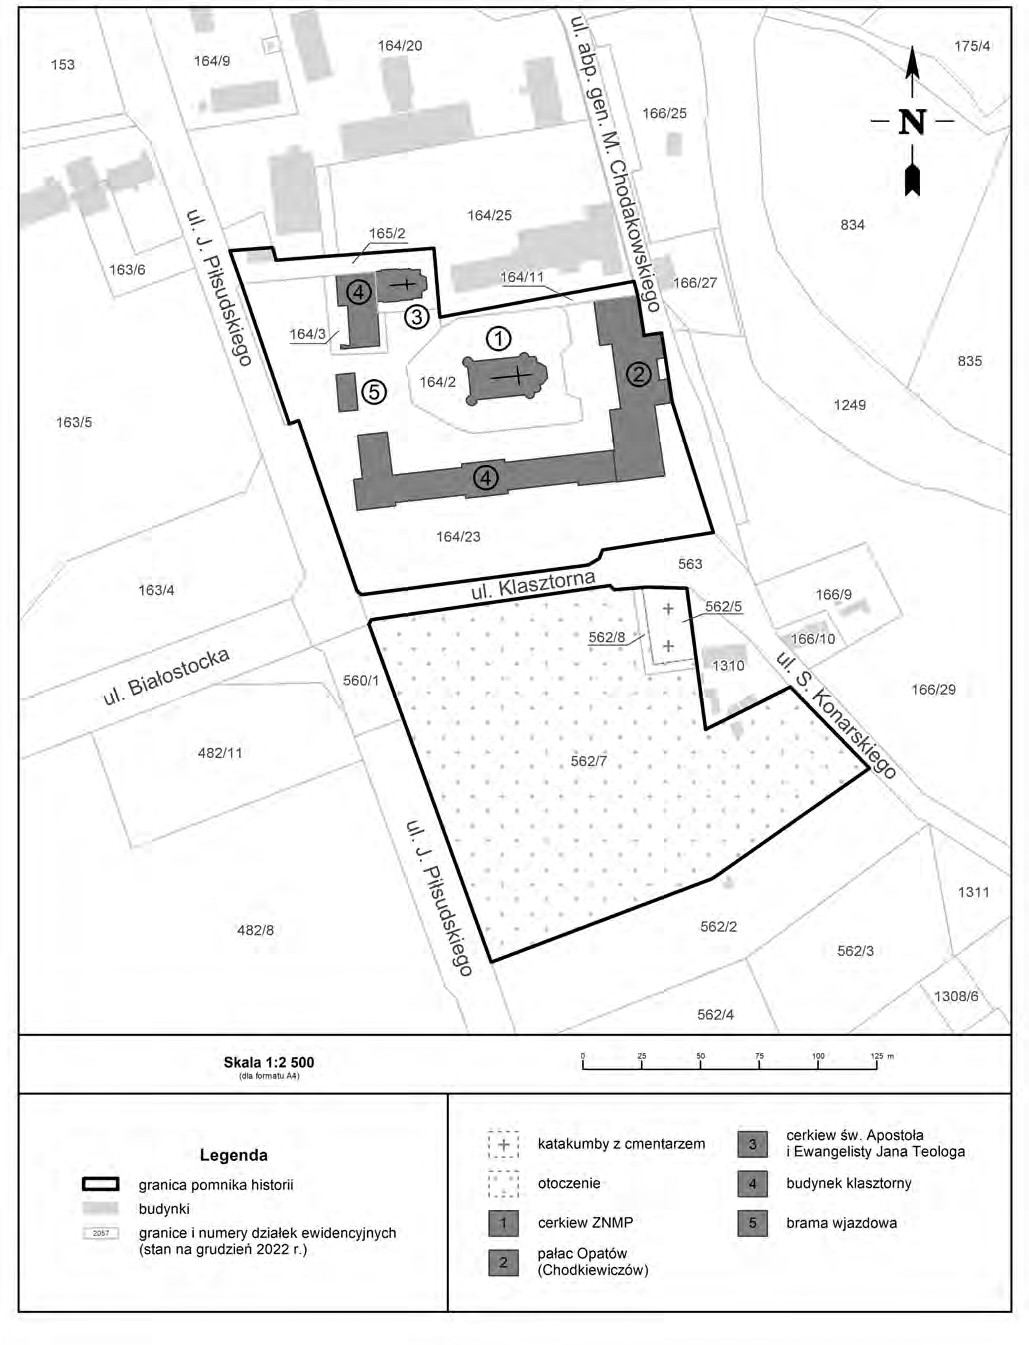 153
164/9
164/20
175/4
ul. abp. gen. M. Chodakowskiego
166/25
N
164/25
834
165/2
163/6
ul. J. Piłsudskiego
164/11
166/27
4
3
164/3
1
835
164/2
2
5
1249
163/5
4
164/23
563
ul. Klasztorna
163/4
562/5
166/9
562/8
166/10
1310
ul. Białostocka
560/1
ul. S. Konarskiego
166/29
482/11
562/7
ul. J. Piłsudskiego
1311
482/8
562/2
562/3
1308/6
562/4
Skala 1:2 500
(dla formatu A4)
0 25 50 75 100 125 m
Legenda
granica pomnika historii
budynki
2057 granice i numery działek ewidencyjnych
(stan na grudzień 2022 r.)
katakumby z cmentarzem
otoczenie
1 cerkiew ZNMP
2 pałac Opatów
(Chodkiewiczów)
3 cerkiew św. Apostoła
i Ewangelisty Jana Teologa
4 budynek klasztorny
5 brama wjazdowa